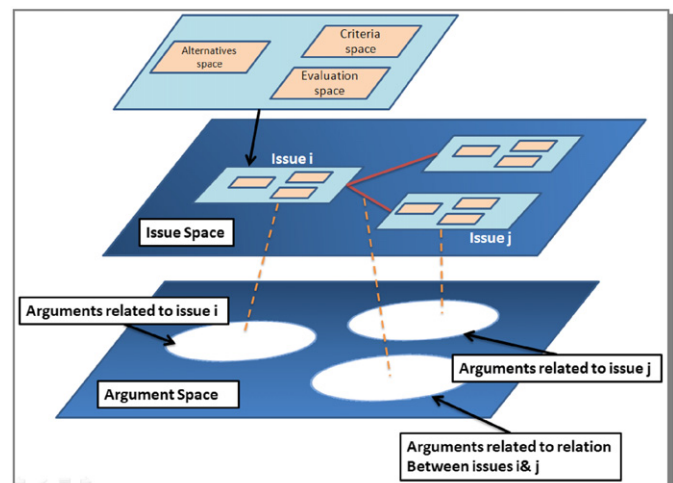 Alternatives
space
Criteria
space
Evaluation
space
Issue i
Issue j
Issue Space
Arguments related to issue i
Arguments related to issue j
Argument Space
Arguments related to relation
Between issues i& j